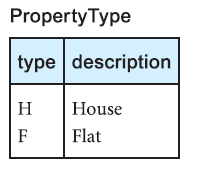 PropertyType
type description
H House
F Flat